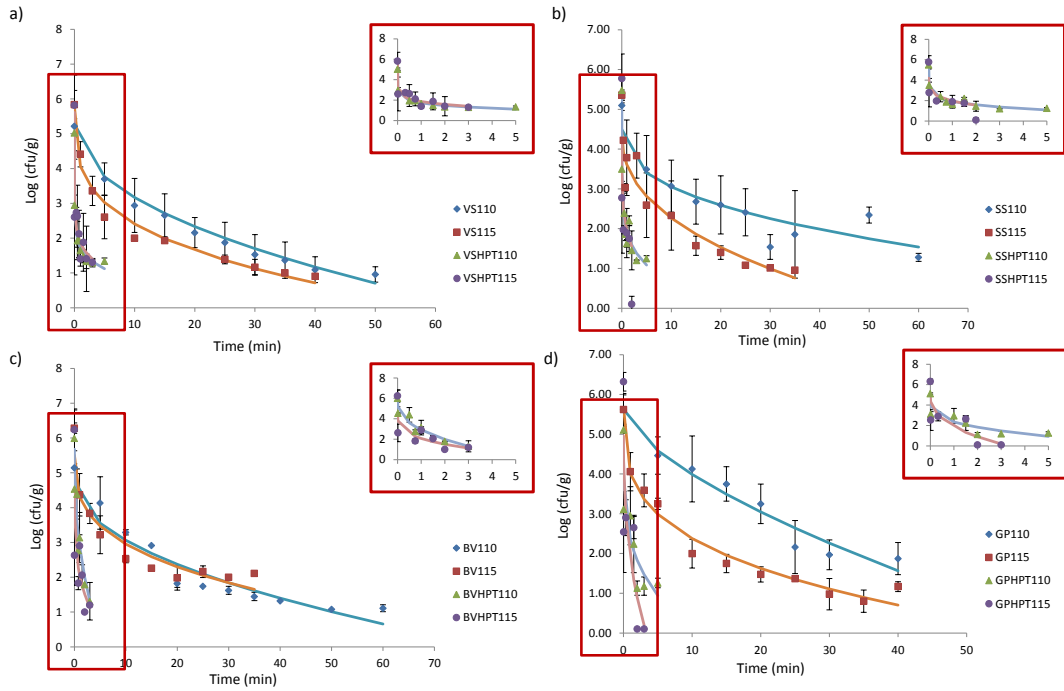 a)
8
7
6
5
4
3
2
1
0
Log (cfu/g)
0 10 20 30 40 50 60
Time (min)
8
6
4
2
0
0 1 2 3 4 5
VS110
VS115
VSHPT110
VSHPT115
b)
7.00
6.00
5.00
4.00
3.00
2.00
1.00
0.00
Log (cfu/g)
0 10 20 30 40 50 60 70
Time (min)
8
6
4
2
0
0 1 2 3 4 5
SS110
SS115
SSHPT110
SSHPT115
c)
8
7
6
5
4
3
2
1
0
Log (cfu/g)
0 10 20 30 40 50 60 70
Time (min)
8
6
4
2
0
0 1 2 3 4 5
BV110
BV115
BVHPT110
BVHPT115
d)
7.00
6.00
5.00
4.00
3.00
2.00
1.00
0.00
Log (cfu/g)
0 10 20 30 40 50
Time (min)
8
6
4
2
0
0 1 2 3 4 5
GP110
GP115
GPHPT110
GPHPT115